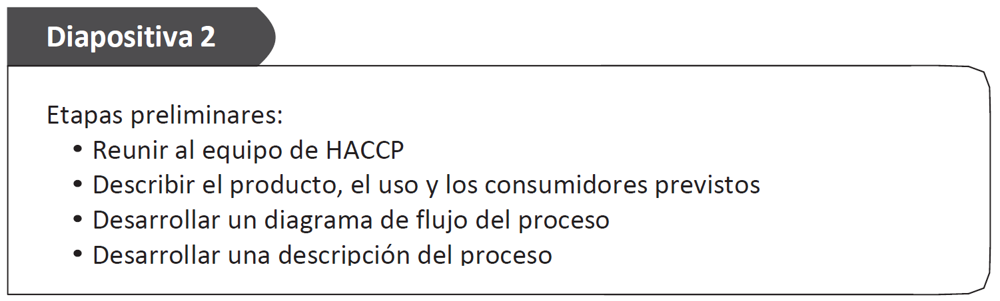 Diapositiva 2
Etapas preliminares:
• Reunir al equipo de HACCP
• Describir el producto, el uso y los consumidores previstos
• Desarrollar un diagrama de flujo del proceso
• Desarrollar una descripción del proceso